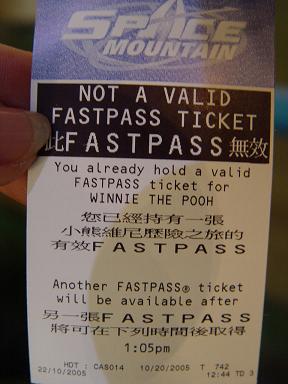 SPACE
MOUNTAIN
NOT A VALID
FASTPASS TICKET
此FASTPASS 無效
You already hold a valid
FASTPASS ticket for
WINNIE THE POOH
您已經持有一張
小熊維尼歷險之旅的
有效FASTPASS
Another FASTPASS® ticket
will be available after
另一張FASTPASS
將可在下列時間後取得
1:05pm
HDT : CAS014 10/20/2005 T 742
22/10/2005 12:44 TD 3